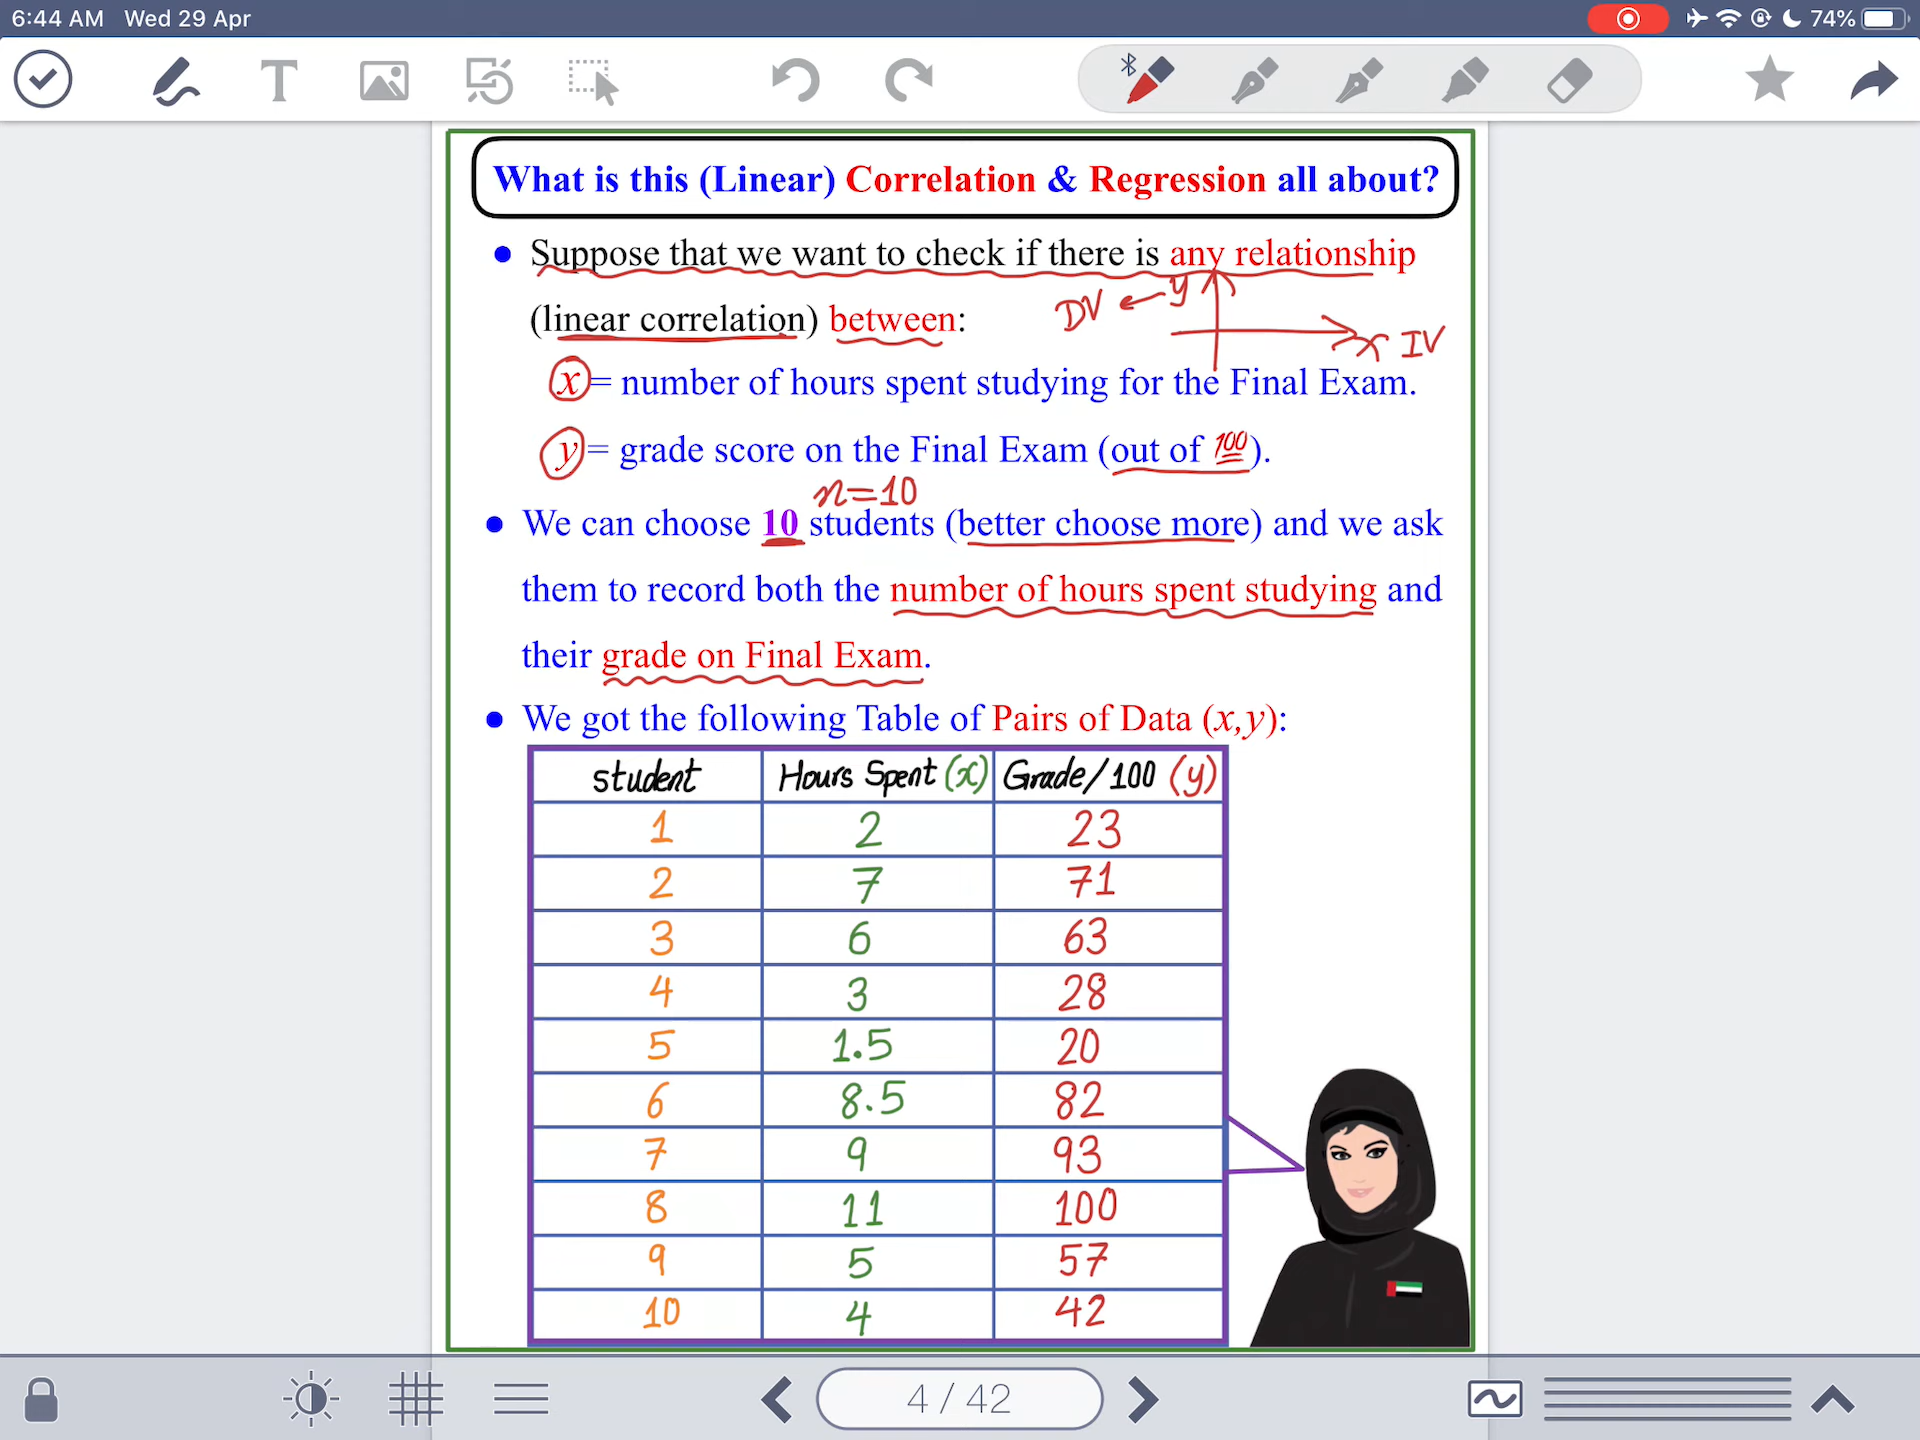 6:44 AM Wed 29 Apr
74%
T
What is this (Linear) Correlation & Regression all about?
Suppose that we want to check if there is any relationship
(linear correlation) between:
DV ← y
x IV
x = number of hours spent studying for the Final Exam.
y = grade score on the Final Exam (out of 100).
n=10
We can choose 10 students (better choose more) and we ask
them to record both the number of hours spent studying and
their grade on Final Exam.
We got the following Table of Pairs of Data (x,y):
student Hours Spent (x) Grade/100 (y)
1 2 23
2 7 71
3 6 63
4 3 28
5 1.5 20
6 8.5 82
7 9 93
8 11 100
9 5 57
10 4 42
4 / 42